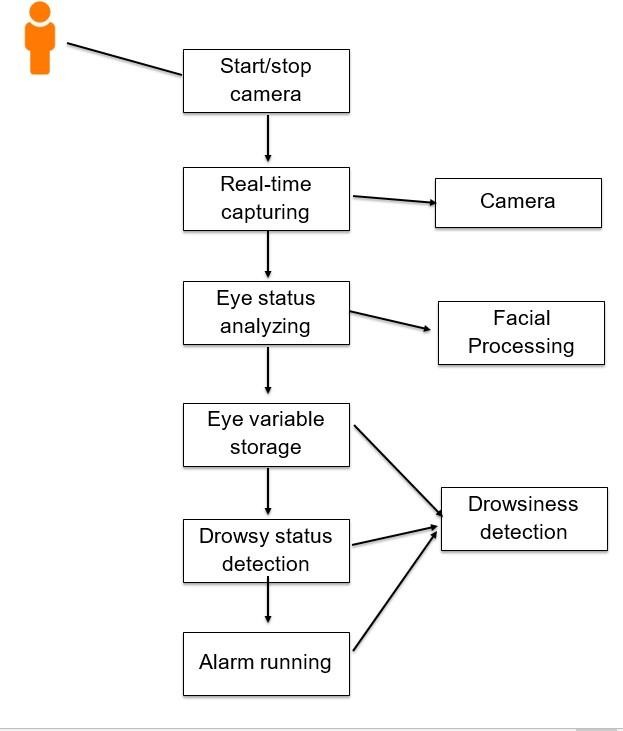 Start/stop
camera
Real-time
capturing
Camera
Eye status
analyzing
Facial
Processing
Eye variable
storage
Drowsiness
detection
Drowsy status
detection
Alarm running